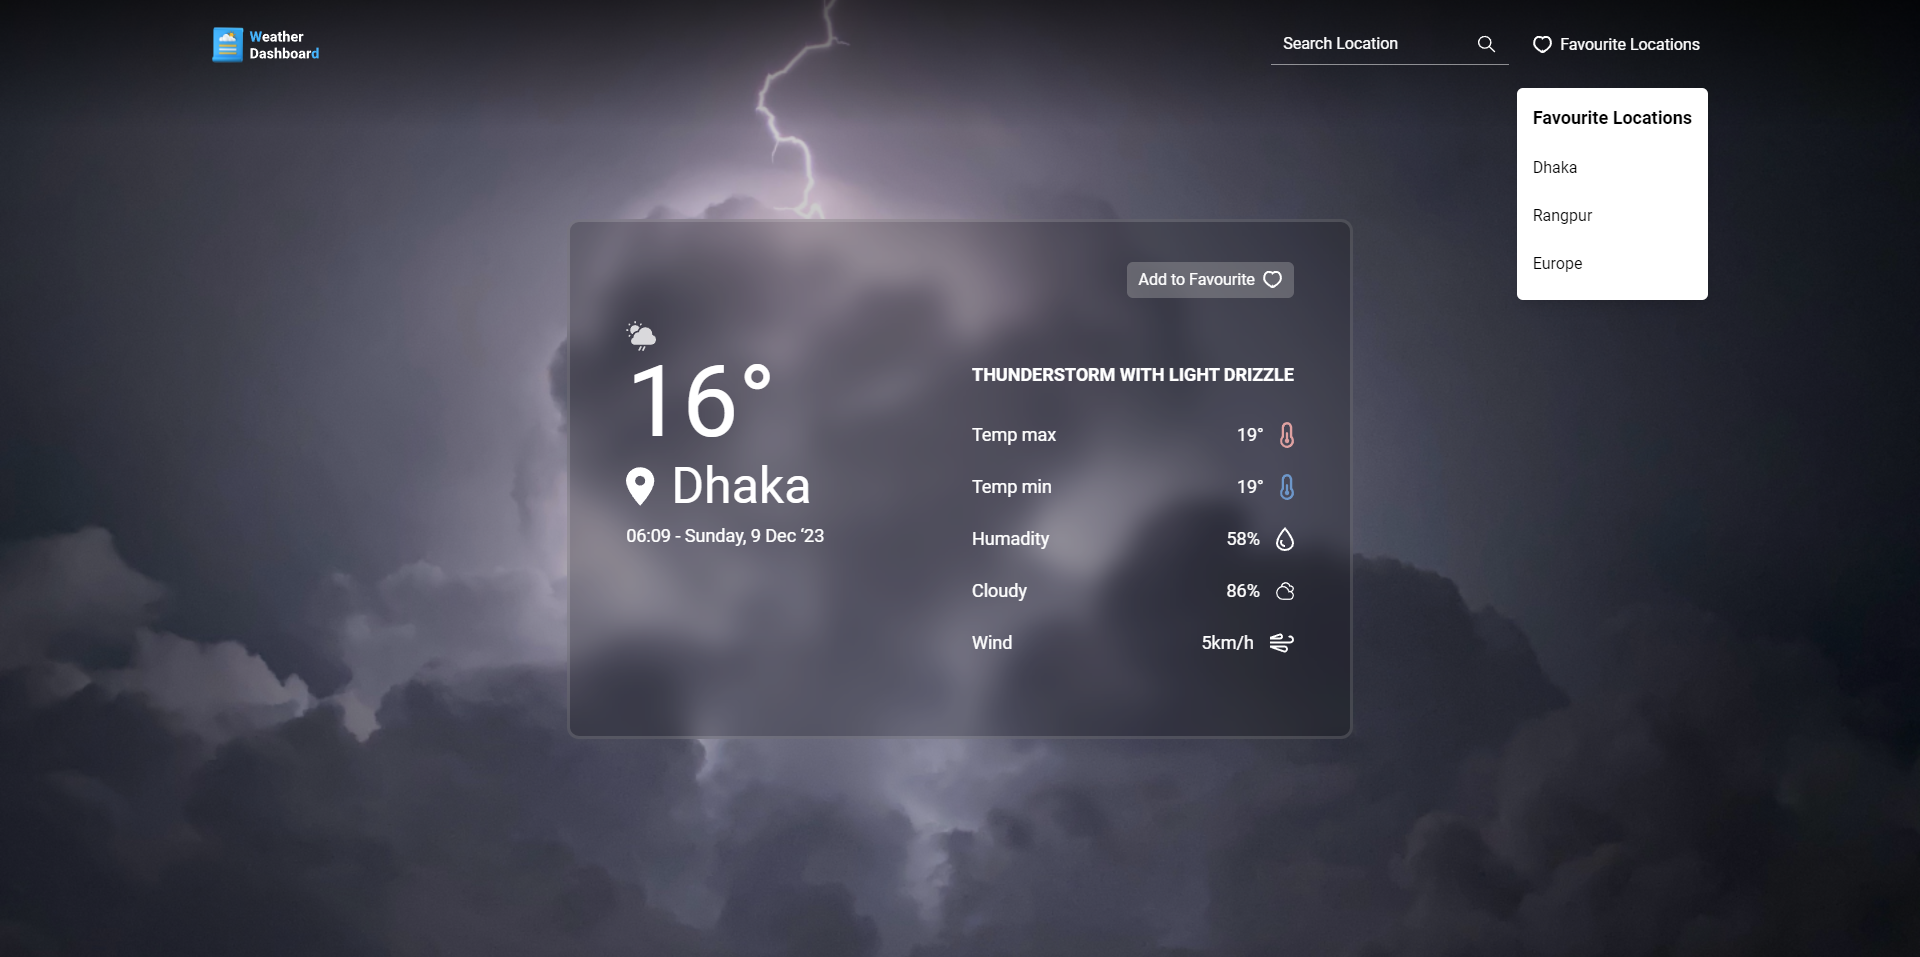 Weather
Dashboard
Search Location
Favourite Locations
Favourite Locations
Dhaka
Rangpur
Europe
Add to Favourite
16°
Dhaka
06:09 - Sunday, 9 Dec ‘23
THUNDERSTORM WITH LIGHT DRIZZLE
Temp max 19°
Temp min 19°
Humadity 58%
Cloudy 86%
Wind 5km/h